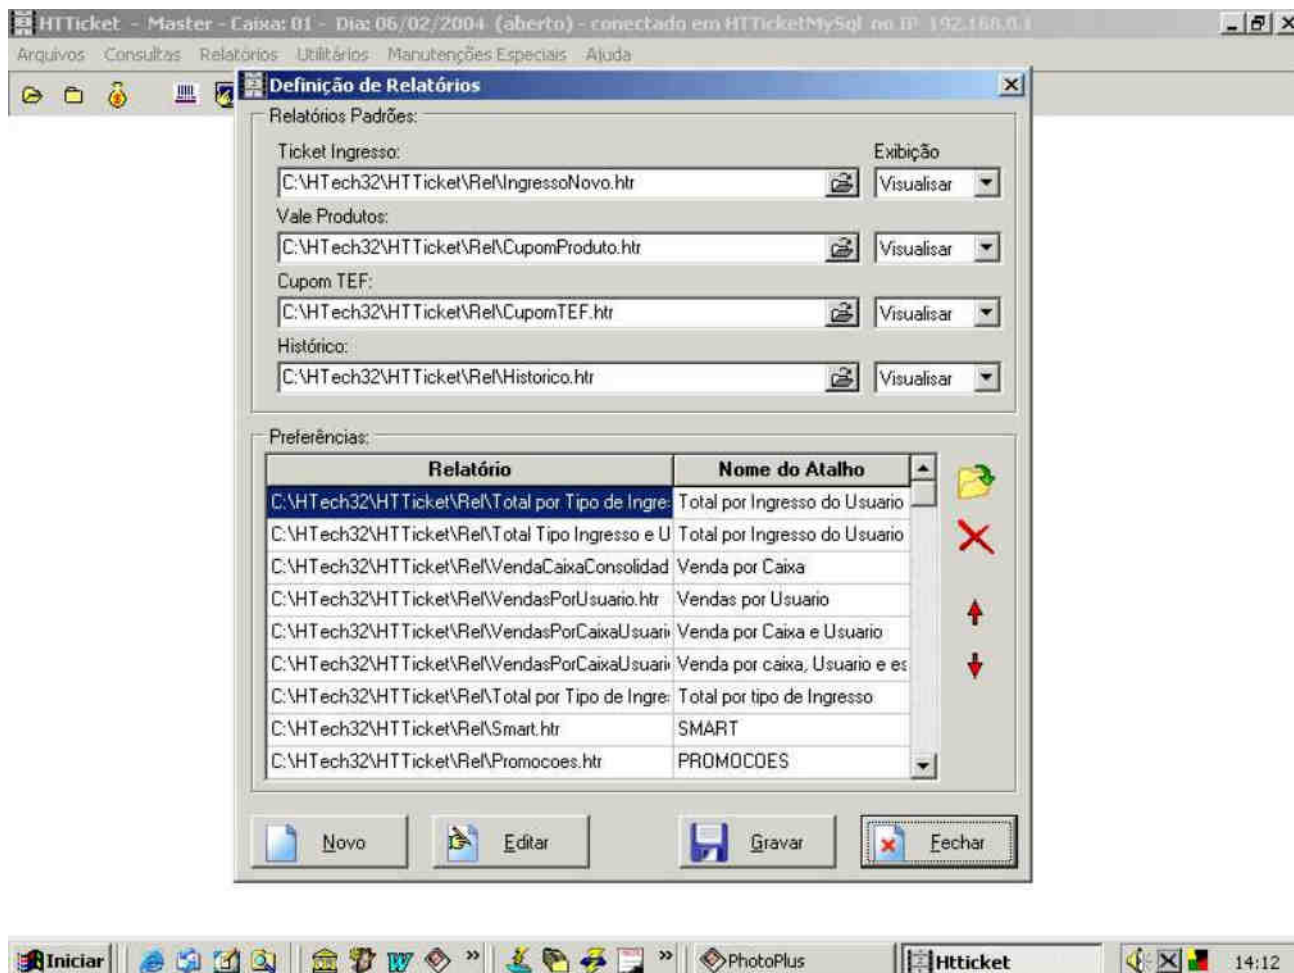 HTTicket - Master - Caixa: 01 - Dia: 06/02/2004 (aberto) - conectado em HTTicketMySql no IP 192.168.0.1
Arquivos Consultas Relatórios Utilitários Manutenções Especiais Ajuda
Definição de Relatórios
Relatórios Padrões:
Ticket Ingresso: Exibição
C:\HTech32\HTTicket\Rel\IngressoNovo.htr Visualisar
Vale Produtos:
C:\HTech32\HTTicket\Rel\CupomProduto.htr Visualisar
Cupom TEF:
C:\HTech32\HTTicket\Rel\CupomTEF.htr Visualisar
Histórico:
C:\HTech32\HTTicket\Rel\Historico.htr Visualisar
Preferências:
Relatório Nome do Atalho
C:\HTech32\HTTicket\Rel\Total por Tipo de Ingre Total por Ingresso do Usuario
C:\HTech32\HTTicket\Rel\Total Tipo Ingresso e U Total por Ingresso do Usuario
C:\HTech32\HTTicket\Rel\VendaCaixaConsolidad Venda por Caixa
C:\HTech32\HTTicket\Rel\VendasPorUsuario.htr Vendas por Usuario
C:\HTech32\HTTicket\Rel\VendasPorCaixaUsuari Venda por Caixa e Usuario
C:\HTech32\HTTicket\Rel\VendasPorCaixaUsuari Venda por caixa, Usuario e es
C:\HTech32\HTTicket\Rel\Total por Tipo de Ingre Total por tipo de Ingresso
C:\HTech32\HTTicket\Rel\Smart.htr SMART
C:\HTech32\HTTicket\Rel\Promocoes.htr PROMOCOES
Novo Editar Gravar Fechar
Iniciar » » PhotoPlus Htticket 14:12